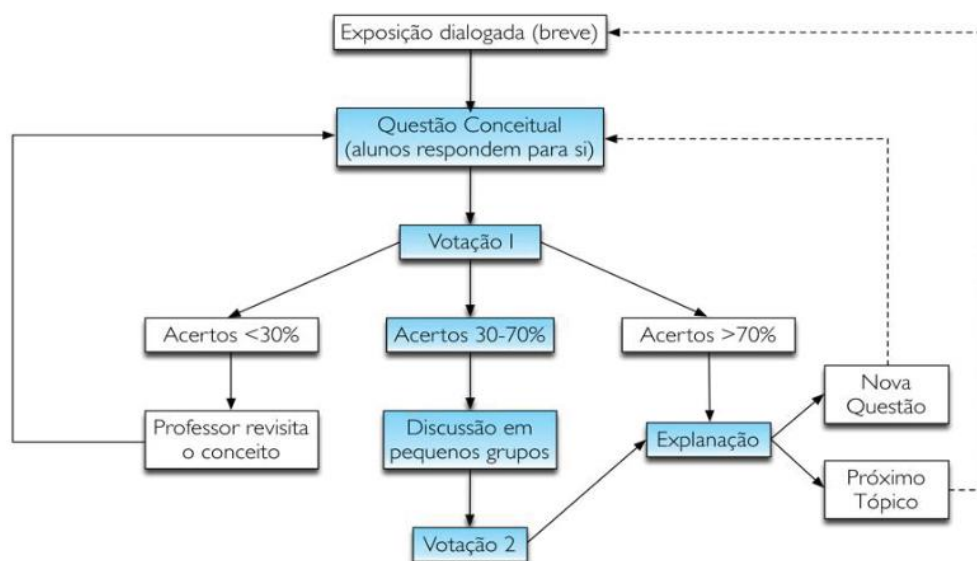 Exposição dialogada (breve)
Questão Conceitual
(alunos respondem para si)
Votação 1
Acertos <30%
Acertos 30-70%
Acertos >70%
Professor revisita
o conceito
Discussão em
pequenos grupos
Explanação
Nova
Questão
Próximo
Tópico
Votação 2